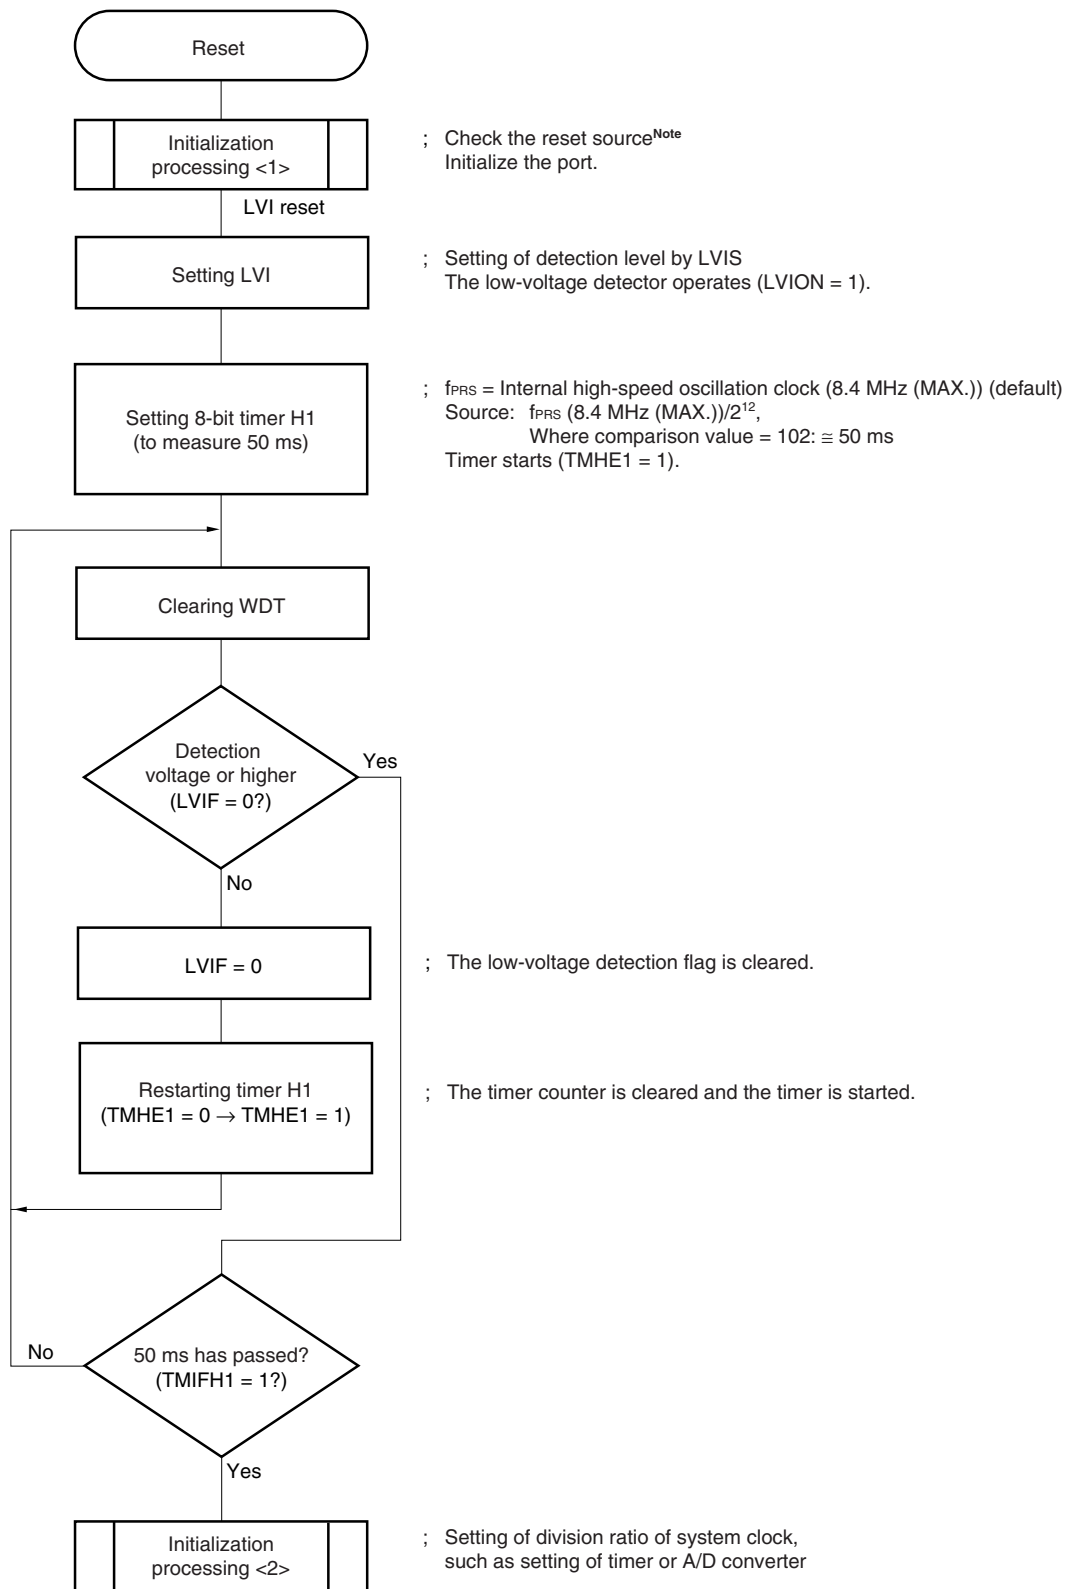 Reset
Initialization
processing <1>
; Check the reset sourceNote
Initialize the port.
LVI reset
Setting LVI
; Setting of detection level by LVIS
The low-voltage detector operates (LVION = 1).
Setting 8-bit timer H1
(to measure 50 ms)
; fPRS = Internal high-speed oscillation clock (8.4 MHz (MAX.)) (default)
Source: fPRS (8.4 MHz (MAX.))/2¹²,
Where comparison value = 102: ≅ 50 ms
Timer starts (TMHE1 = 1).
Clearing WDT
Detection
voltage or higher
(LVIF = 0?)
Yes
No
LVIF = 0
; The low-voltage detection flag is cleared.
Restarting timer H1
(TMHE1 = 0 → TMHE1 = 1)
; The timer counter is cleared and the timer is started.
No
50 ms has passed?
(TMIFH1 = 1?)
Yes
Initialization
processing <2>
; Setting of division ratio of system clock,
such as setting of timer or A/D converter